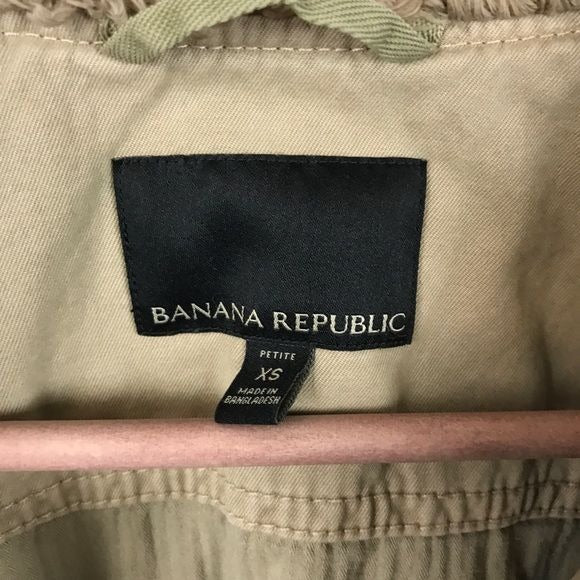 BANANA REPUBLIC
PETITE
XS
MADE IN
BANGLADESH